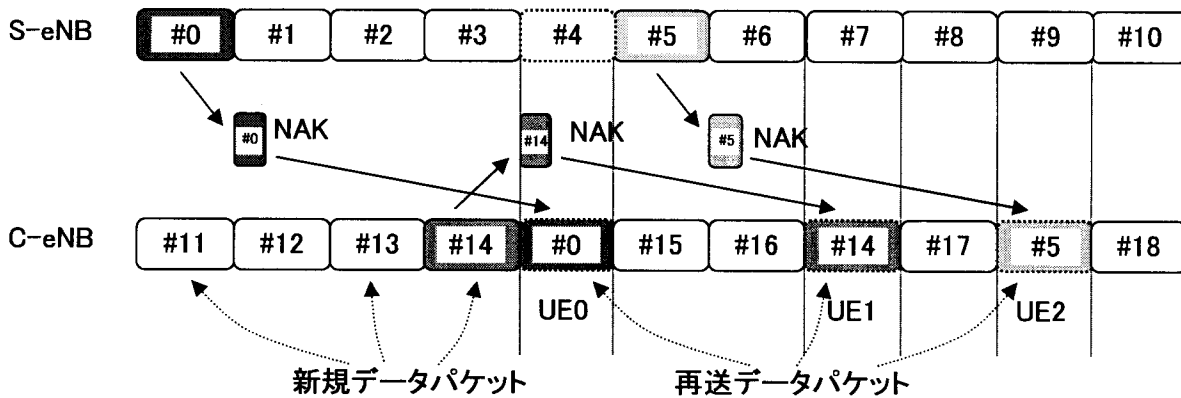 S-eNB #0 #1 #2 #3 #4 #5 #6 #7 #8 #9 #10
#0 NAK #14 NAK #5 NAK
C-eNB #11 #12 #13 #14 #0 #15 #16 #14 #17 #5 #18
UE0 UE1 UE2
新規データパケット 再送データパケット